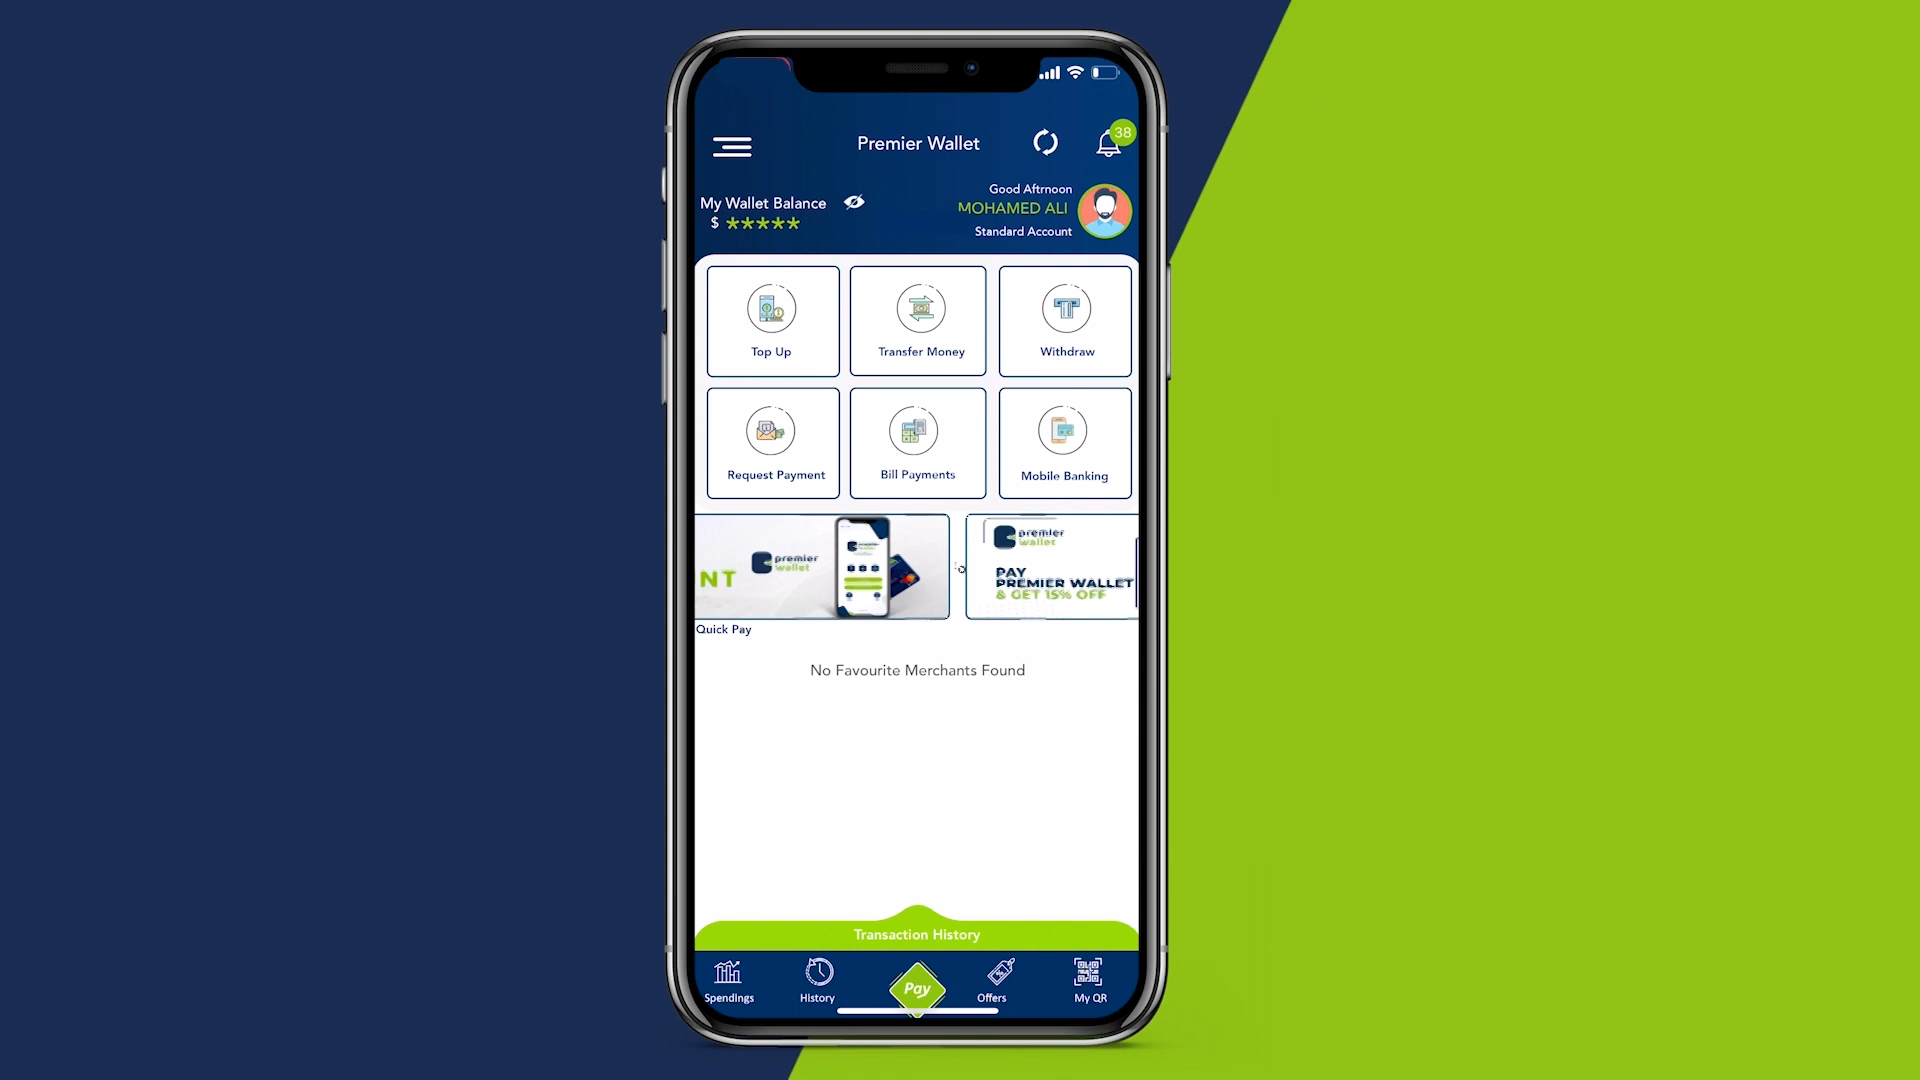 Premier Wallet
38
My Wallet Balance
$ *****
Good Aftrnoon
MOHAMED ALI
Standard Account
Top Up
Transfer Money
Withdraw
Request Payment
Bill Payments
Mobile Banking
NT
premier
wallet
premier
wallet
PAY
PREMIER WALLET
& GET 15% OFF
Quick Pay
No Favourite Merchants Found
Transaction History
Spendings
History
Pay
Offers
My QR